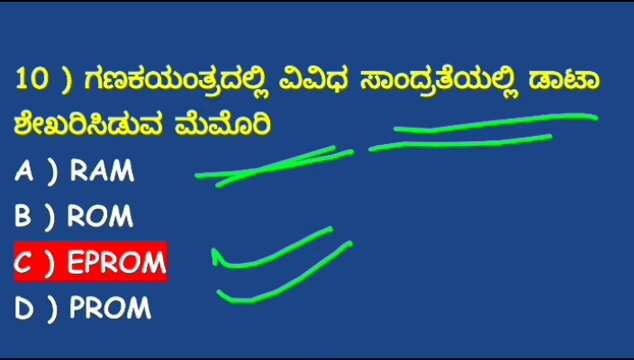 10 ) ಗಣಕಯಂತ್ರದಲ್ಲಿ ವಿವಿಧ ಸಾಂದ್ರತೆಯಲ್ಲಿ ಡಾಟಾ
ಶೇಖರಿಸಿಡುವ ಮೆಮೊರಿ
A ) RAM
B ) ROM
C ) EPROM
D ) PROM